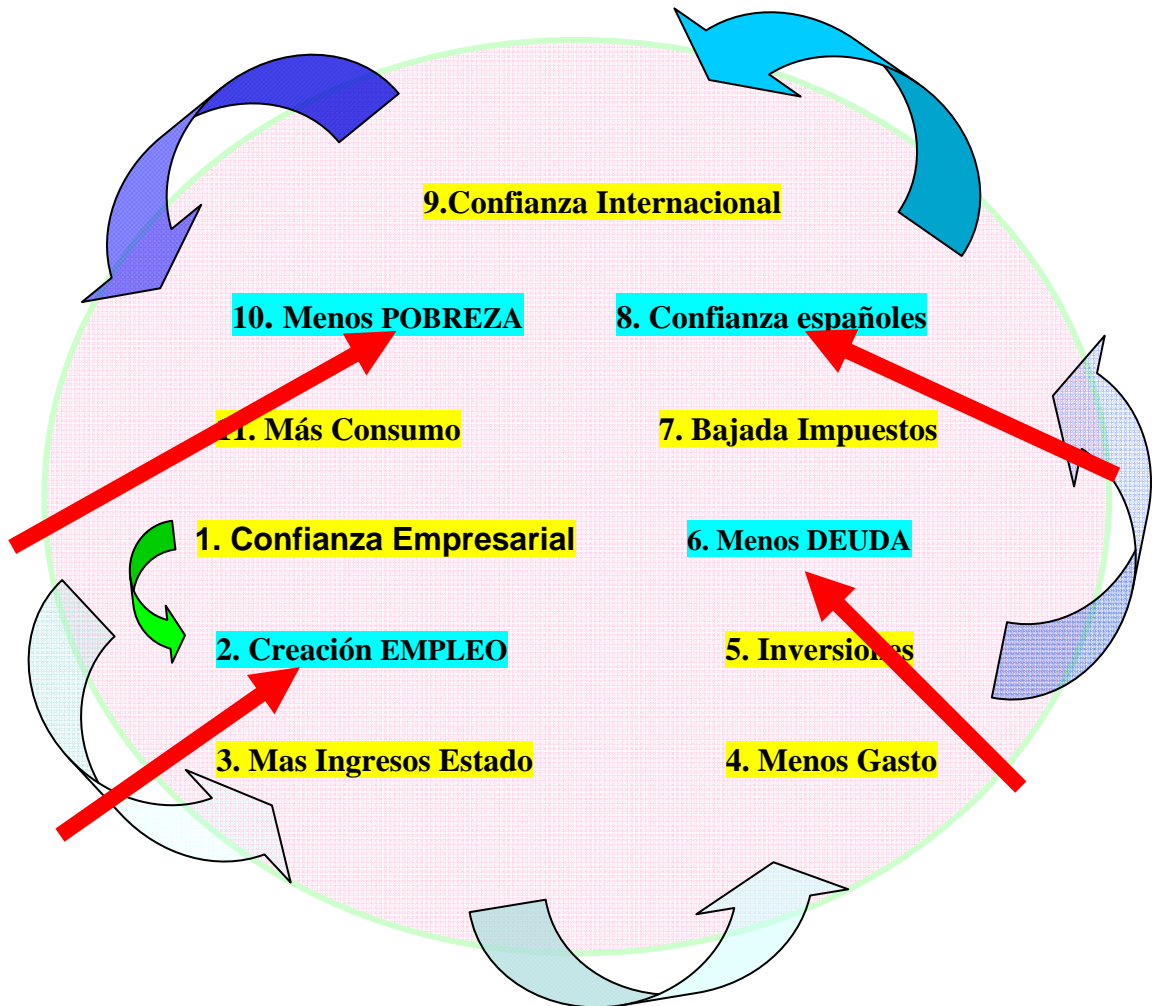 9.Confianza Internacional
10. Menos POBREZA
8. Confianza españoles
11. Más Consumo
7. Bajada Impuestos
1. Confianza Empresarial
6. Menos DEUDA
2. Creación EMPLEO
5. Inversiones
3. Mas Ingresos Estado
4. Menos Gasto